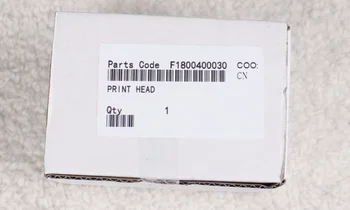 Parts Code F1800400030 COO:
CN
PRINT HEAD
Qty 1